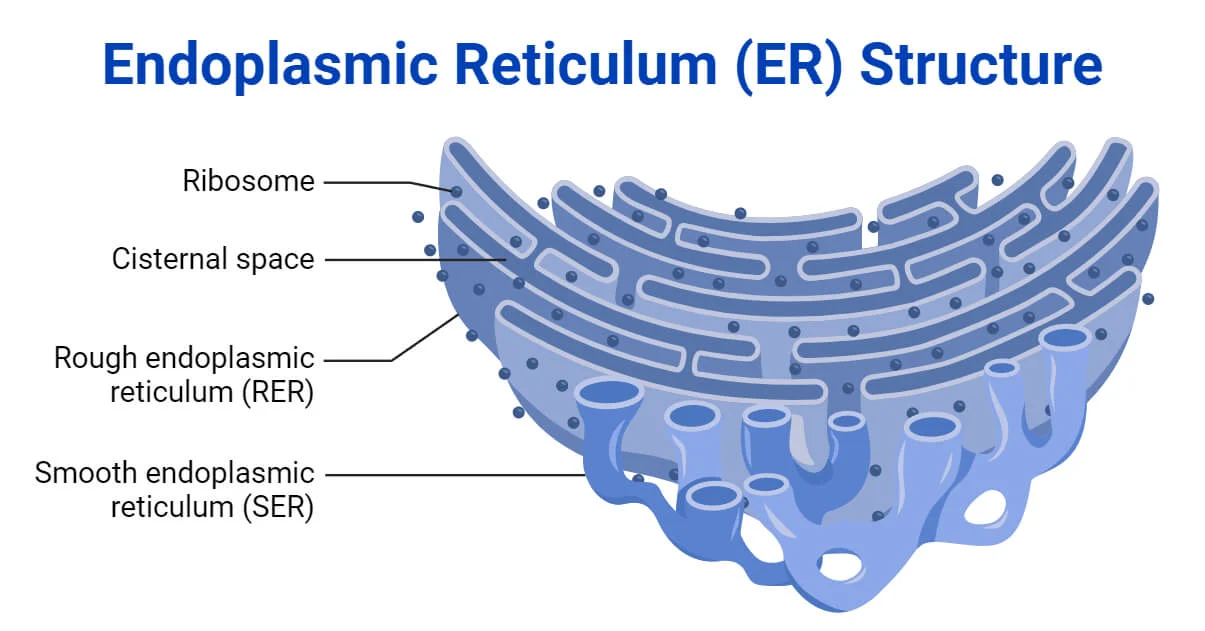 Endoplasmic Reticulum (ER) Structure
Ribosome
Cisternal space
Rough endoplasmic
reticulum (RER)
Smooth endoplasmic
reticulum (SER)